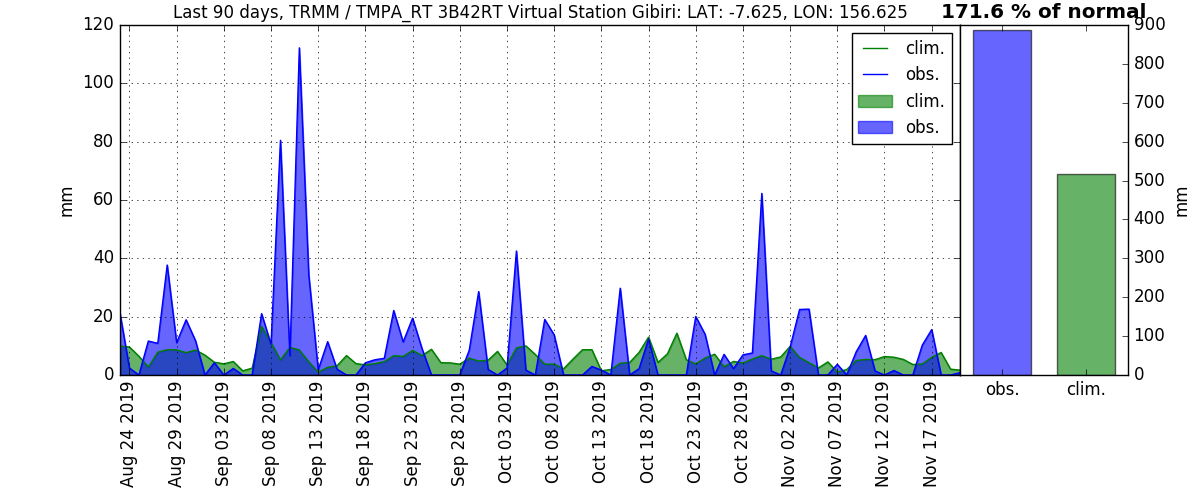 Last 90 days, TRMM / TMPA_RT 3B42RT Virtual Station Gibiri: LAT: -7.625, LON: 156.625
171.6 % of normal
120
100
80
60
40
20
0
mm
clim.
obs.
clim.
obs.
Aug 24 2019
Aug 29 2019
Sep 03 2019
Sep 08 2019
Sep 13 2019
Sep 18 2019
Sep 23 2019
Sep 28 2019
Oct 03 2019
Oct 08 2019
Oct 13 2019
Oct 18 2019
Oct 23 2019
Oct 28 2019
Nov 02 2019
Nov 07 2019
Nov 12 2019
Nov 17 2019
900
800
700
600
500
400
300
200
100
0
mm
obs.
clim.